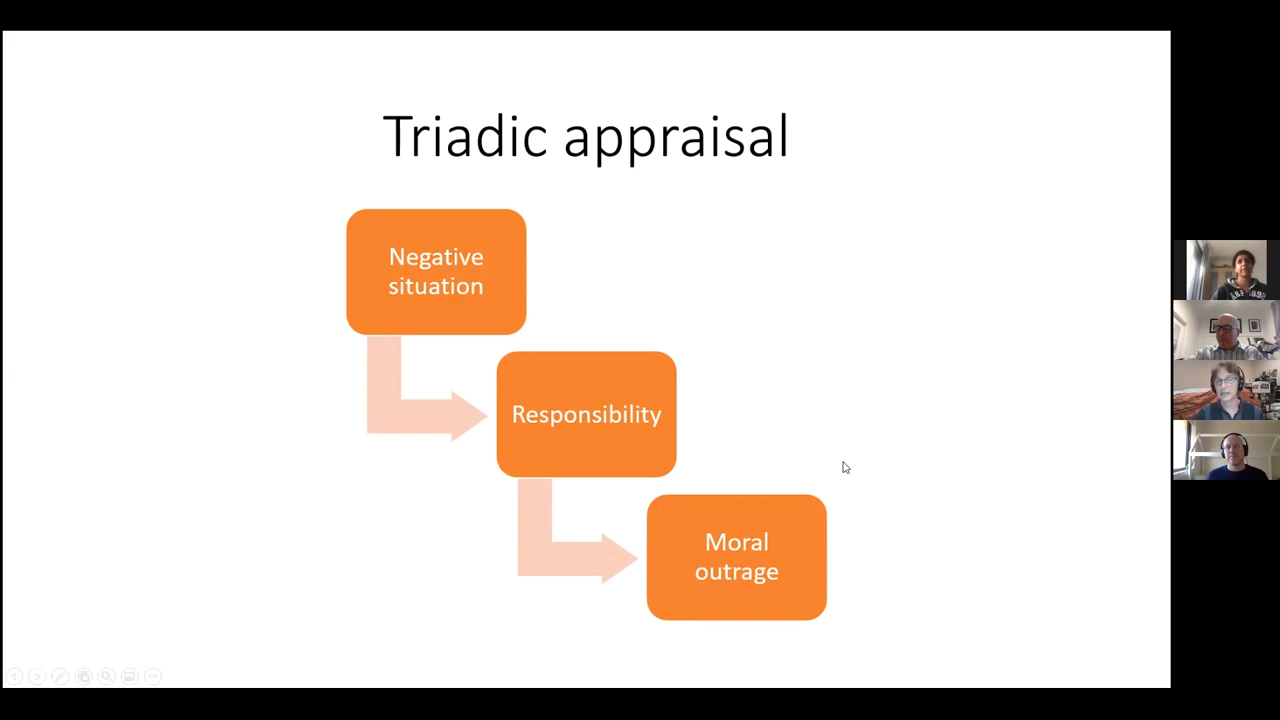 Triadic appraisal
Negative
situation
Responsibility
Moral
outrage